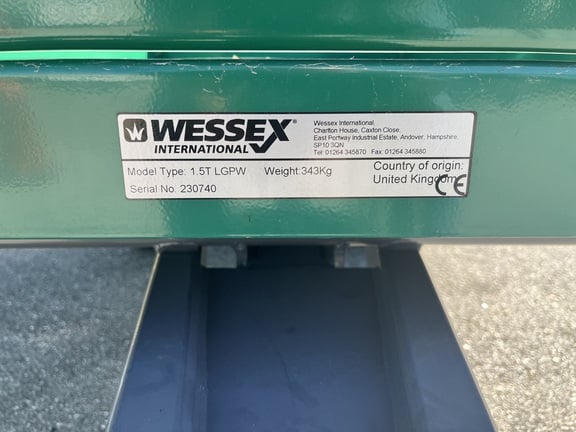 WESSEX®
INTERNATIONAL
Wessex International,
Charlton House, Caxton Close,
East Portway Industrial Estate, Andover, Hampshire,
SP10 3QN
Tel: 01264 345870 Fax: 01264 345880
Model Type: 1.5T LGPW Weight:343Kg
Serial No. 230740
Country of origin:
United Kingdom
CE